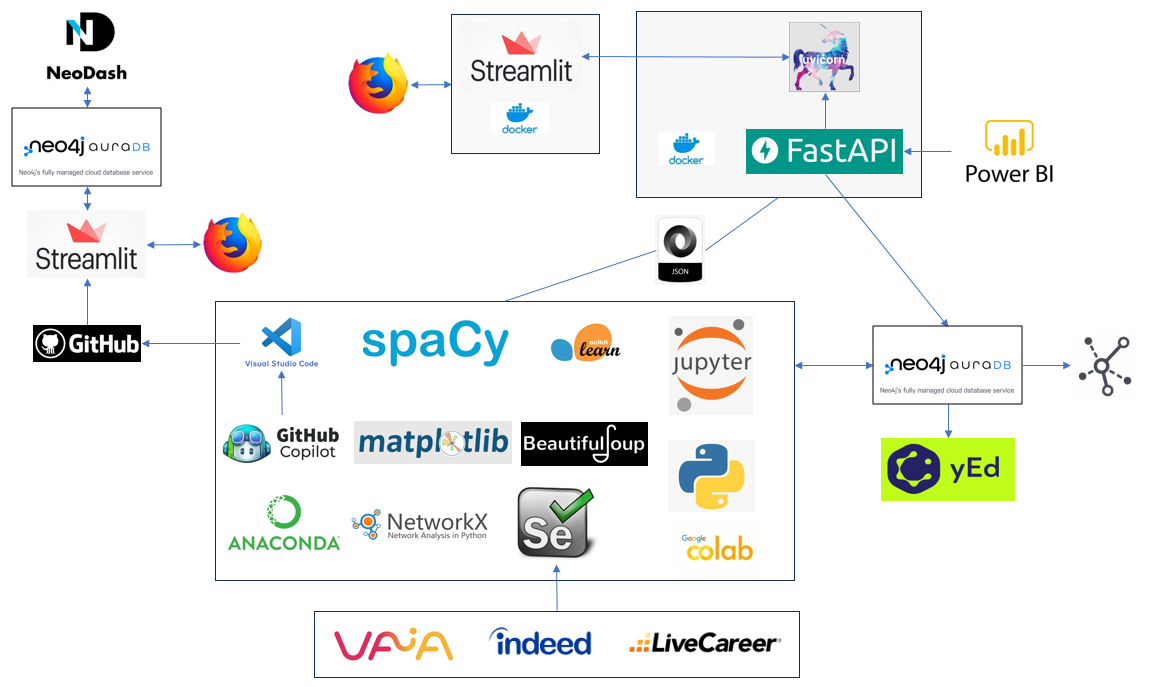 NeoDash
neo4j auraDB
Neo4j's fully managed cloud database service
Streamlit
GitHub
Streamlit
docker
uvicorn
docker
FastAPI
Power BI
JSON
Visual Studio Code
spaCy
scikit
learn
jupyter
GitHub
Copilot
matplotlib
BeautifulSoup
ANACONDA
NetworkX
Network Analysis in Python
Se
Google
colab
neo4j auraDB
Neo4j's fully managed cloud database service
yEd
VAIA
indeed
LiveCareer